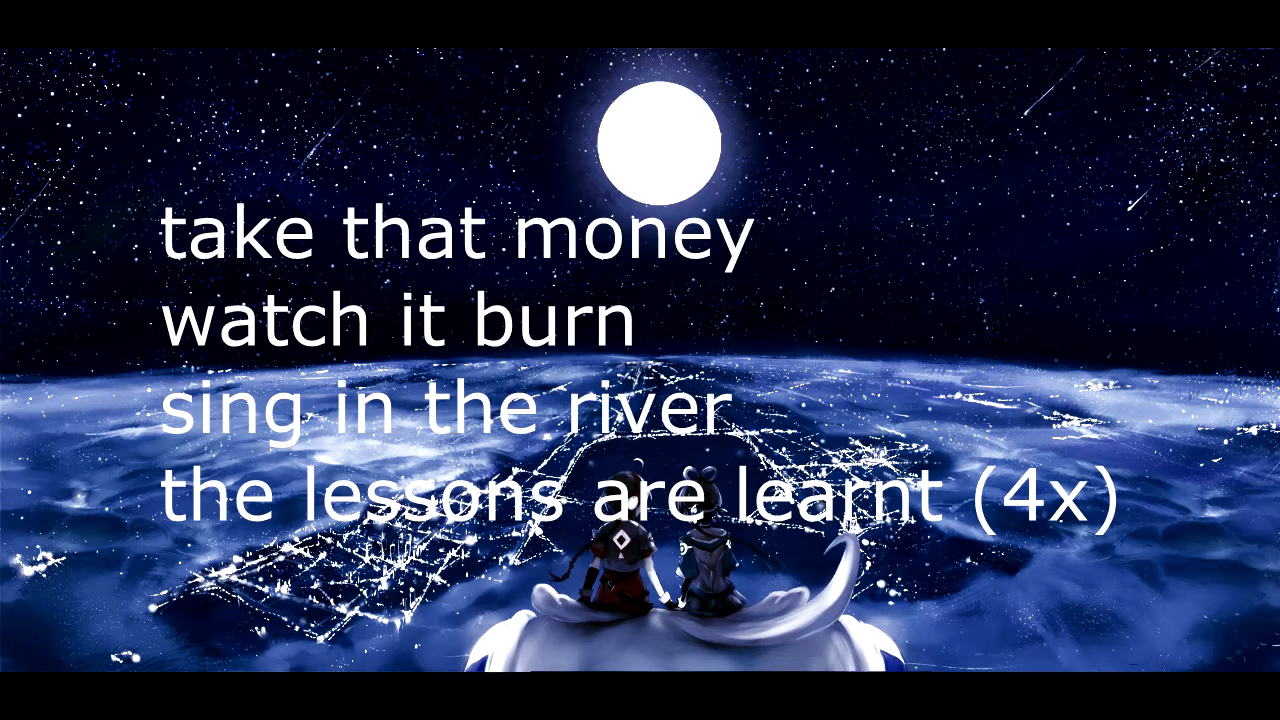 take that money
watch it burn
sing in the river
the lessons are learnt (4x)